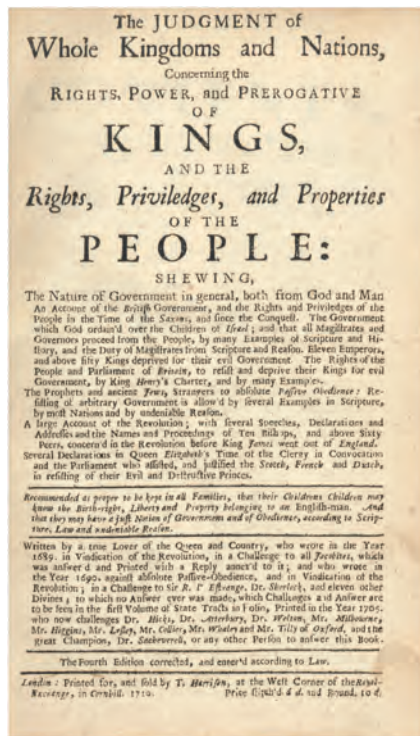 The JUDGMENT of
Whole Kingdoms and Nations,
Concerning the
RIGHTS, POWER, and PREROGATIVE
OF
KINGS,
AND THE
Rights, Priviledges, and Properties
OF THE
PEOPLE:
SHEWING,
The Nature of Government in general, both from God and Man
An Account of the British Government, and the Rights and Priviledges of the
People in the Time of the Saxons, and since the Conquest. The Government
which God ordain'd over the Children of Israel; and that all Magistrates and
Governors proceed from the People, by many Examples of Scripture and Hi-
story, and the Duty of Magistrates from Scripture and Reason. Eleven Emperors,
and above fifty Kings deprived for their evil Government. The Rights of the
People and Parliament of Britain, to resist and deprive their Kings for evil
Government, by King Henry's Charter, and by many Examples.
The Prophets and ancient Jews, Strangers to absolute Passive Obedience: Re-
sisting of arbitrary Government is allow'd by several Examples in Scripture,
by most Nations and by undeniable Reason.
A large Account of the Revolution; with several Speeches, Declarations and
Addresses and the Names and Proceedings of Ten Bishops, and above Sixty
Peers, concern'd in the Revolution before King James went out of England.
Several Declarations in Queen Elizabeth's Time of the Clergy in Convocation
and the Parliament who assisted, and justified the Scotch, French and Dutch,
in resisting of their Evil and Destructive Princes.
Recommended as proper to be kept in all Families, that their Childrens Children may
know the Birth-right, Liberty and Property belonging to an English-man. And
that they may have a just Notion of Government and of Obedience, according to Scrip-
ture, Law and undeniable Reason.
Written by a true Lover of the Queen and Country, who wrote in the Year
1689. in Vindication of the Revolution, in a Challenge to all Jacobites, which
was answer'd and Printed with a Reply annex'd to it; and who wrote in
the Year 1690. against absolute Passive-Obedience, and in Vindication of the
Revolution; in a Challenge to Sir R. L'Estrange, Dr. Sherlock, and eleven other
Divines; to which no Answer ever was made, which Challenges and Answer are
to be seen in the first Volume of State Tracts in Folio, Printed in the Year 1705.
who now challenges Dr. Hicks, Dr. Atterbury, Dr. Welton, Mr. Milbourne,
Mr. Higgins, Mr. Lesley, Mr. Collier, Mr. Whaley and Mr. Tilly of Oxford, and the
great Champion, Dr. Sacheverell, or any other Person to answer this Book.
The Fourth Edition corrected, and enter'd according to Law.
London: Printed for, and sold by T. Harrison, at the West Corner of the Royal-
Exchange, in Cornhill. 1710. Price stitch'd 8 d. and Bound, 10 d.